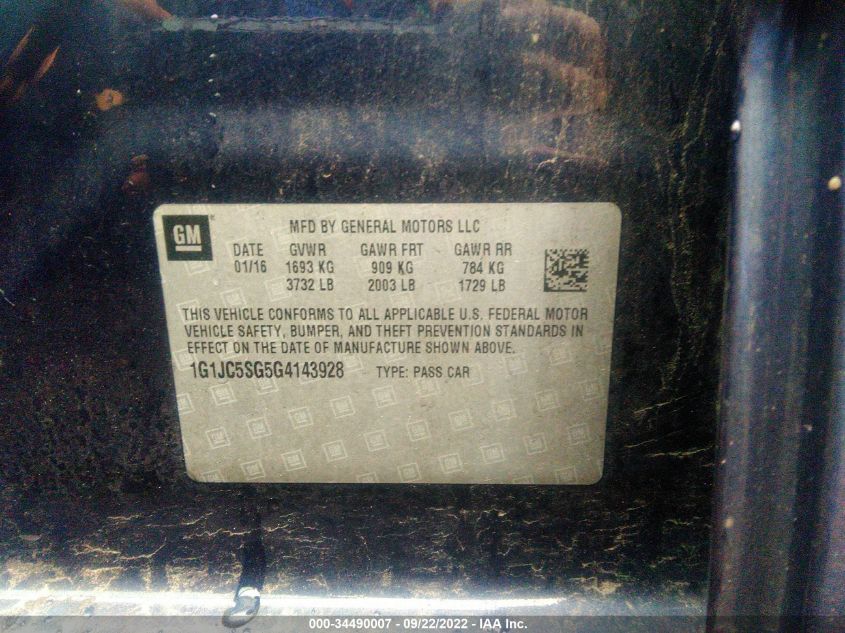 GM ®
MFD BY GENERAL MOTORS LLC
DATE GVWR GAWR FRT GAWR RR
01/16 1693 KG 909 KG 784 KG
3732 LB 2003 LB 1729 LB
THIS VEHICLE CONFORMS TO ALL APPLICABLE U.S. FEDERAL MOTOR
VEHICLE SAFETY, BUMPER, AND THEFT PREVENTION STANDARDS IN
EFFECT ON THE DATE OF MANUFACTURE SHOWN ABOVE.
1G1JC5SG5G4143928 TYPE: PASS CAR
000-34490007 - 09/22/2022 - IAA Inc.